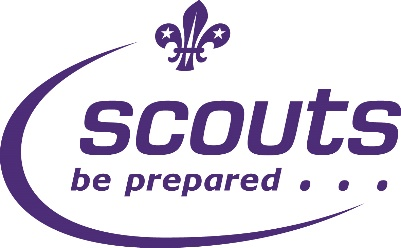 scouts
be prepared . . .